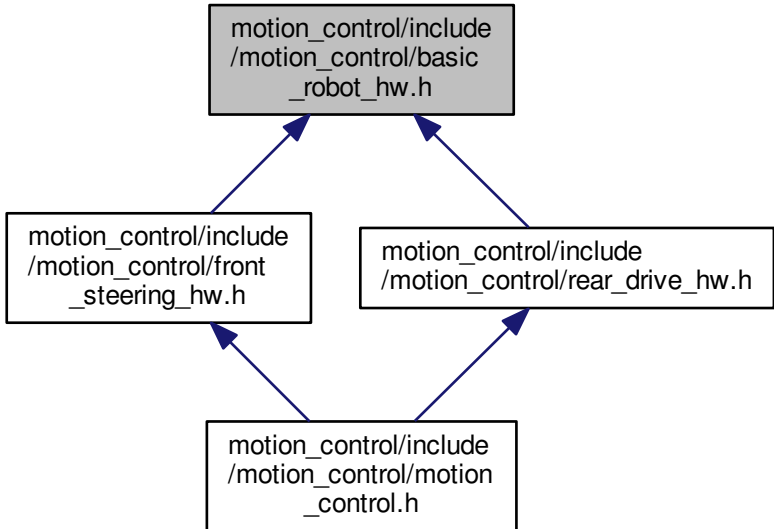 motion_control/include
/motion_control/basic
_robot_hw.h
motion_control/include
/motion_control/front
_steering_hw.h
motion_control/include
/motion_control/rear_drive_hw.h
motion_control/include
/motion_control/motion
_control.h